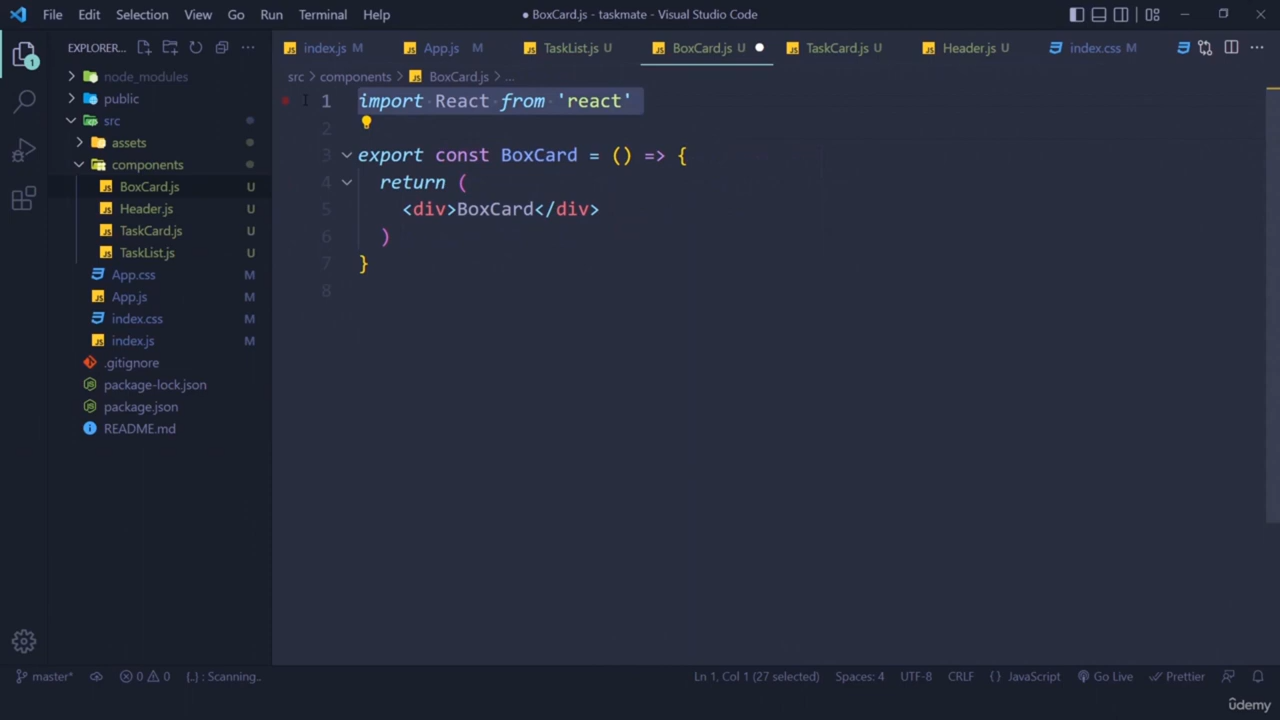 File Edit Selection View Go Run Terminal Help
● BoxCard.js - taskmate - Visual Studio Code
EXPLORER...
1
node_modules
public
src
assets
components
BoxCard.js U
Header.js U
TaskCard.js U
TaskList.js U
App.css M
App.js M
index.css M
index.js M
.gitignore
package-lock.json
package.json
README.md
index.js M
App.js M
TaskList.js U
BoxCard.js U
TaskCard.js U
Header.js U
index.css M
src > components > BoxCard.js > ...
1 import React from 'react'
2
3 export const BoxCard = () => {
4 return (
5 <div>BoxCard</div>
6 )
7 }
8
master* 0 0 {..} : Scanning..
Ln 1, Col 1 (27 selected) Spaces: 4 UTF-8 CRLF {} JavaScript Go Live Prettier
ûdemy